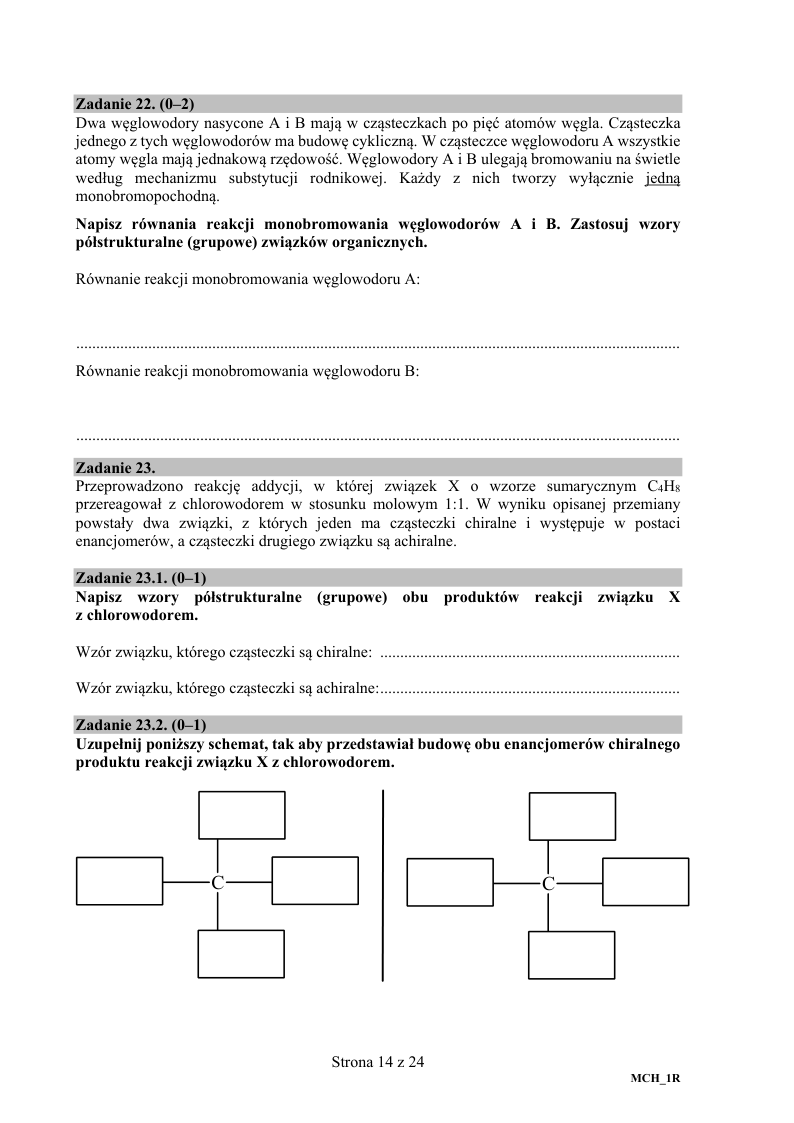 Zadanie 22. (0–2)
Dwa węglowodory nasycone A i B mają w cząsteczkach po pięć atomów węgla. Cząsteczka
jednego z tych węglowodorów ma budowę cykliczną. W cząsteczce węglowodoru A wszystkie
atomy węgla mają jednakową rzędowość. Węglowodory A i B ulegają bromowaniu na świetle
według mechanizmu substytucji rodnikowej. Każdy z nich tworzy wyłącznie jedną
monobromopochodną.
Napisz równania reakcji monobromowania węglowodorów A i B. Zastosuj wzory
półstrukturalne (grupowe) związków organicznych.
Równanie reakcji monobromowania węglowodoru A:
Równanie reakcji monobromowania węglowodoru B:
Zadanie 23.
Przeprowadzono reakcję addycji, w której związek X o wzorze sumarycznym C₄H₈
przereagował z chlorowodorem w stosunku molowym 1:1. W wyniku opisanej przemiany
powstały dwa związki, z których jeden ma cząsteczki chiralne i występuje w postaci
enancjomerów, a cząsteczki drugiego związku są achiralne.
Zadanie 23.1. (0–1)
Napisz wzory półstrukturalne (grupowe) obu produktów reakcji związku X
z chlorowodorem.
Wzór związku, którego cząsteczki są chiralne: ....................
Wzór związku, którego cząsteczki są achiralne:....................
Zadanie 23.2. (0–1)
Uzupełnij poniższy schemat, tak aby przedstawiał budowę obu enancjomerów chiralnego
produktu reakcji związku X z chlorowodorem.
C C
Strona 14 z 24
MCH_1R